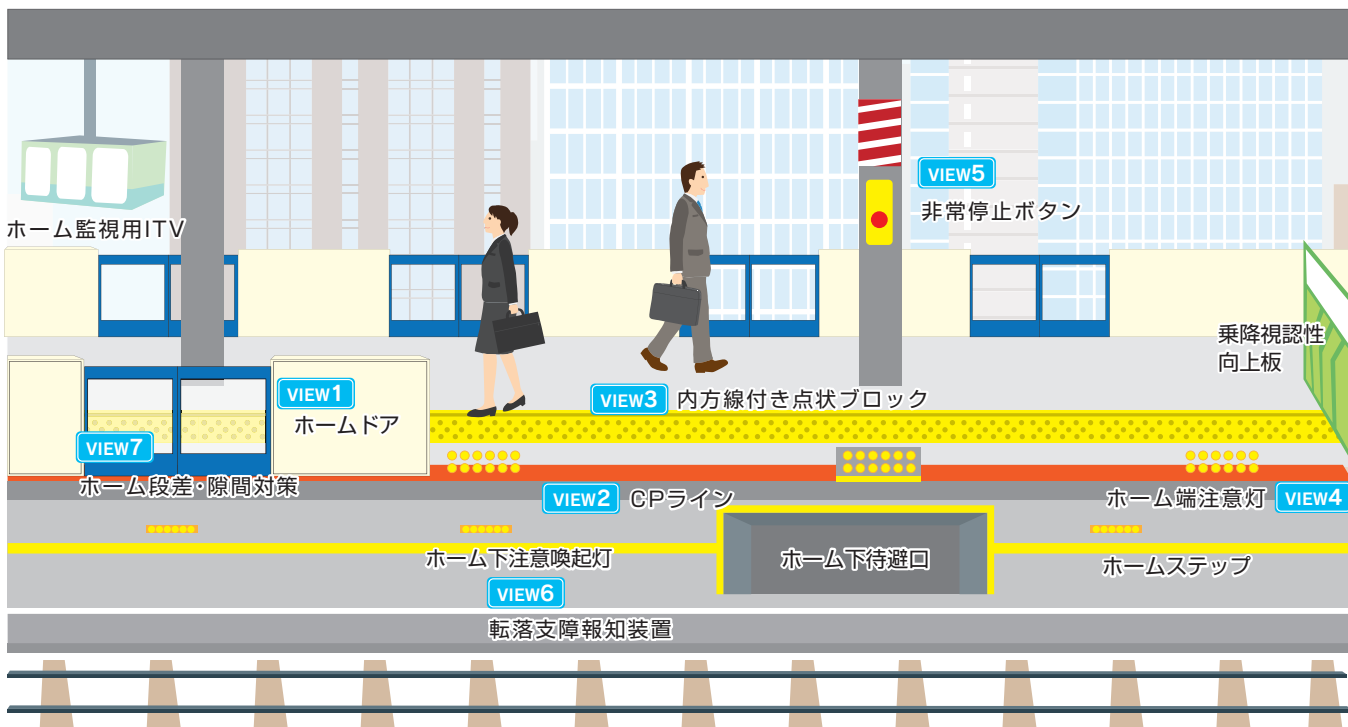 VIEW5
非常停止ボタン
ホーム監視用ITV
乗降視認性
向上板
VIEW1
ホームドア
VIEW3 内方線付き点状ブロック
VIEW7
ホーム段差・隙間対策
VIEW2 CPライン
ホーム端注意灯 VIEW4
ホーム下注意喚起灯
ホーム下待避口
ホームステップ
VIEW6
転落支障報知装置